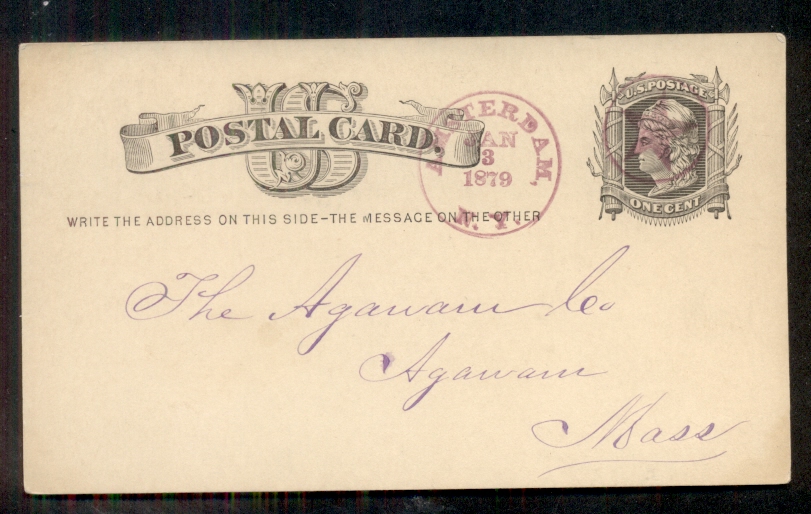 US
POSTAL CARD.
AMSTERDAM,
JAN
3
1879
N.Y.
U.S. POSTAGE
ONE CENT
WRITE THE ADDRESS ON THIS SIDE-THE MESSAGE ON THE OTHER
The Agawam Co
Agawam
Mass